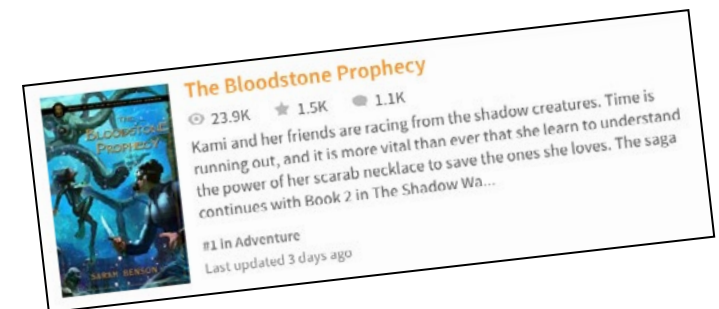 The Bloodstone Prophecy
23.9K 1.5K 1.1K
Kami and her friends are racing from the shadow creatures. Time is
running out, and it is more vital than ever that she learn to understand
the power of her scarab necklace to save the ones she loves. The saga
continues with Book 2 in The Shadow Wa...
#1 in Adventure
Last updated 3 days ago
THE
BLOODSTONE
PROPHECY
SARAH BENSON